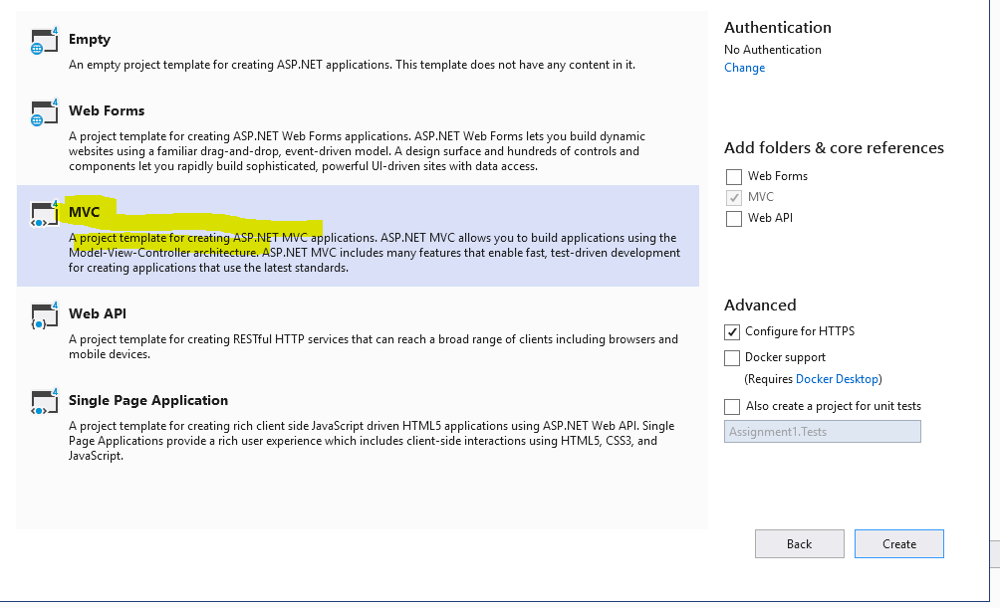 4
Empty
An empty project template for creating ASP.NET applications. This template does not have any content in it.
4
Web Forms
A project template for creating ASP.NET Web Forms applications. ASP.NET Web Forms lets you build dynamic
websites using a familiar drag-and-drop, event-driven model. A design surface and hundreds of controls and
components let you rapidly build sophisticated, powerful UI-driven sites with data access.
4
MVC
A project template for creating ASP.NET MVC applications. ASP.NET MVC allows you to build applications using the
Model-View-Controller architecture. ASP.NET MVC includes many features that enable fast, test-driven development
for creating applications that use the latest standards.
4
Web API
A project template for creating RESTful HTTP services that can reach a broad range of clients including browsers and
mobile devices.
4
Single Page Application
A project template for creating rich client side JavaScript driven HTML5 applications using ASP.NET Web API. Single
Page Applications provide a rich user experience which includes client-side interactions using HTML5, CSS3, and
JavaScript.
Authentication
No Authentication
Change
Add folders & core references
Web Forms
MVC
Web API
Advanced
Configure for HTTPS
Docker support
(Requires Docker Desktop)
Also create a project for unit tests
Assignment1.Tests
Back
Create